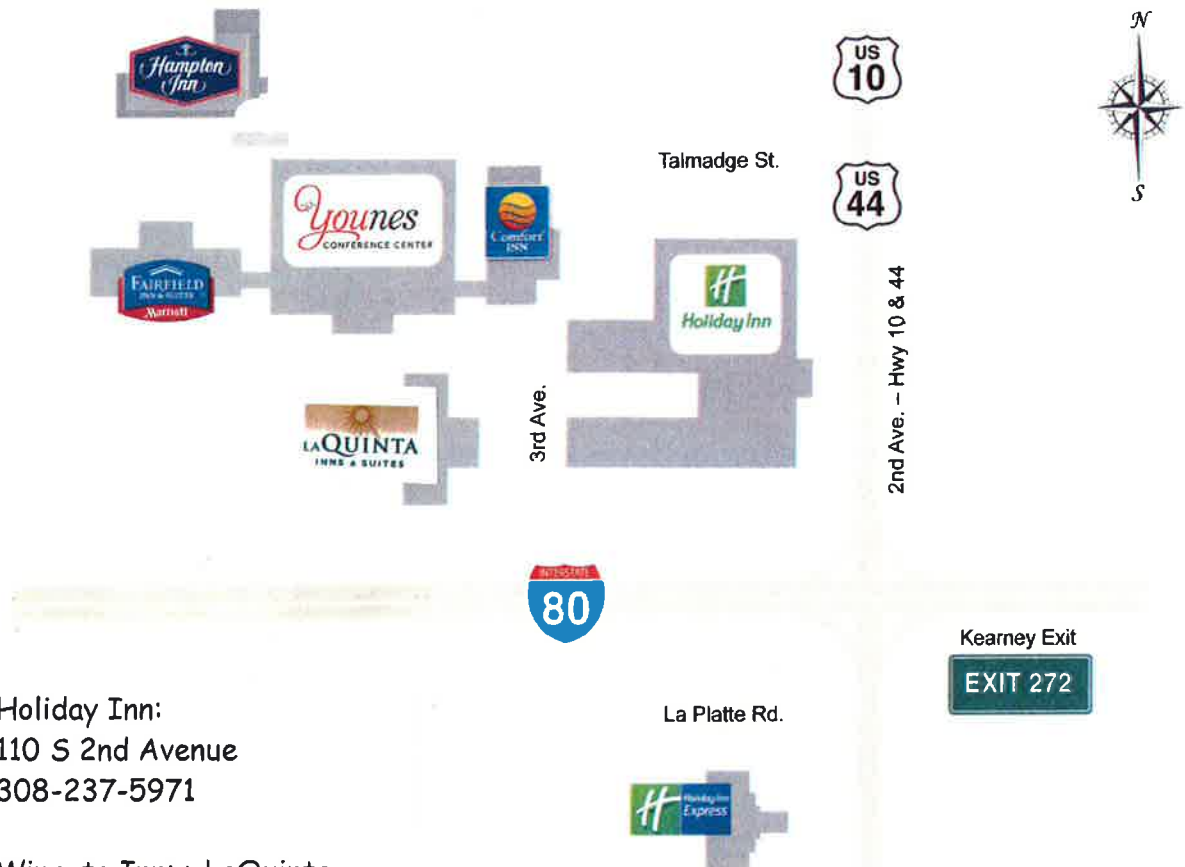 N
Hampton
Inn
US
10
Talmadge St.
S
US
44
Younes
CONFERENCE CENTER
Comfort
INN
FAIRFIELD
INN & SUITES
Marriott
Holiday Inn
2nd Ave. – Hwy 10 & 44
3rd Ave.
LAQUINTA
INNS & SUITES
INTERSTATE
80
Kearney Exit
EXIT 272
Holiday Inn:
110 S 2nd Avenue
308-237-5971
La Platte Rd.
Holiday Inn
Express
LaQuinta